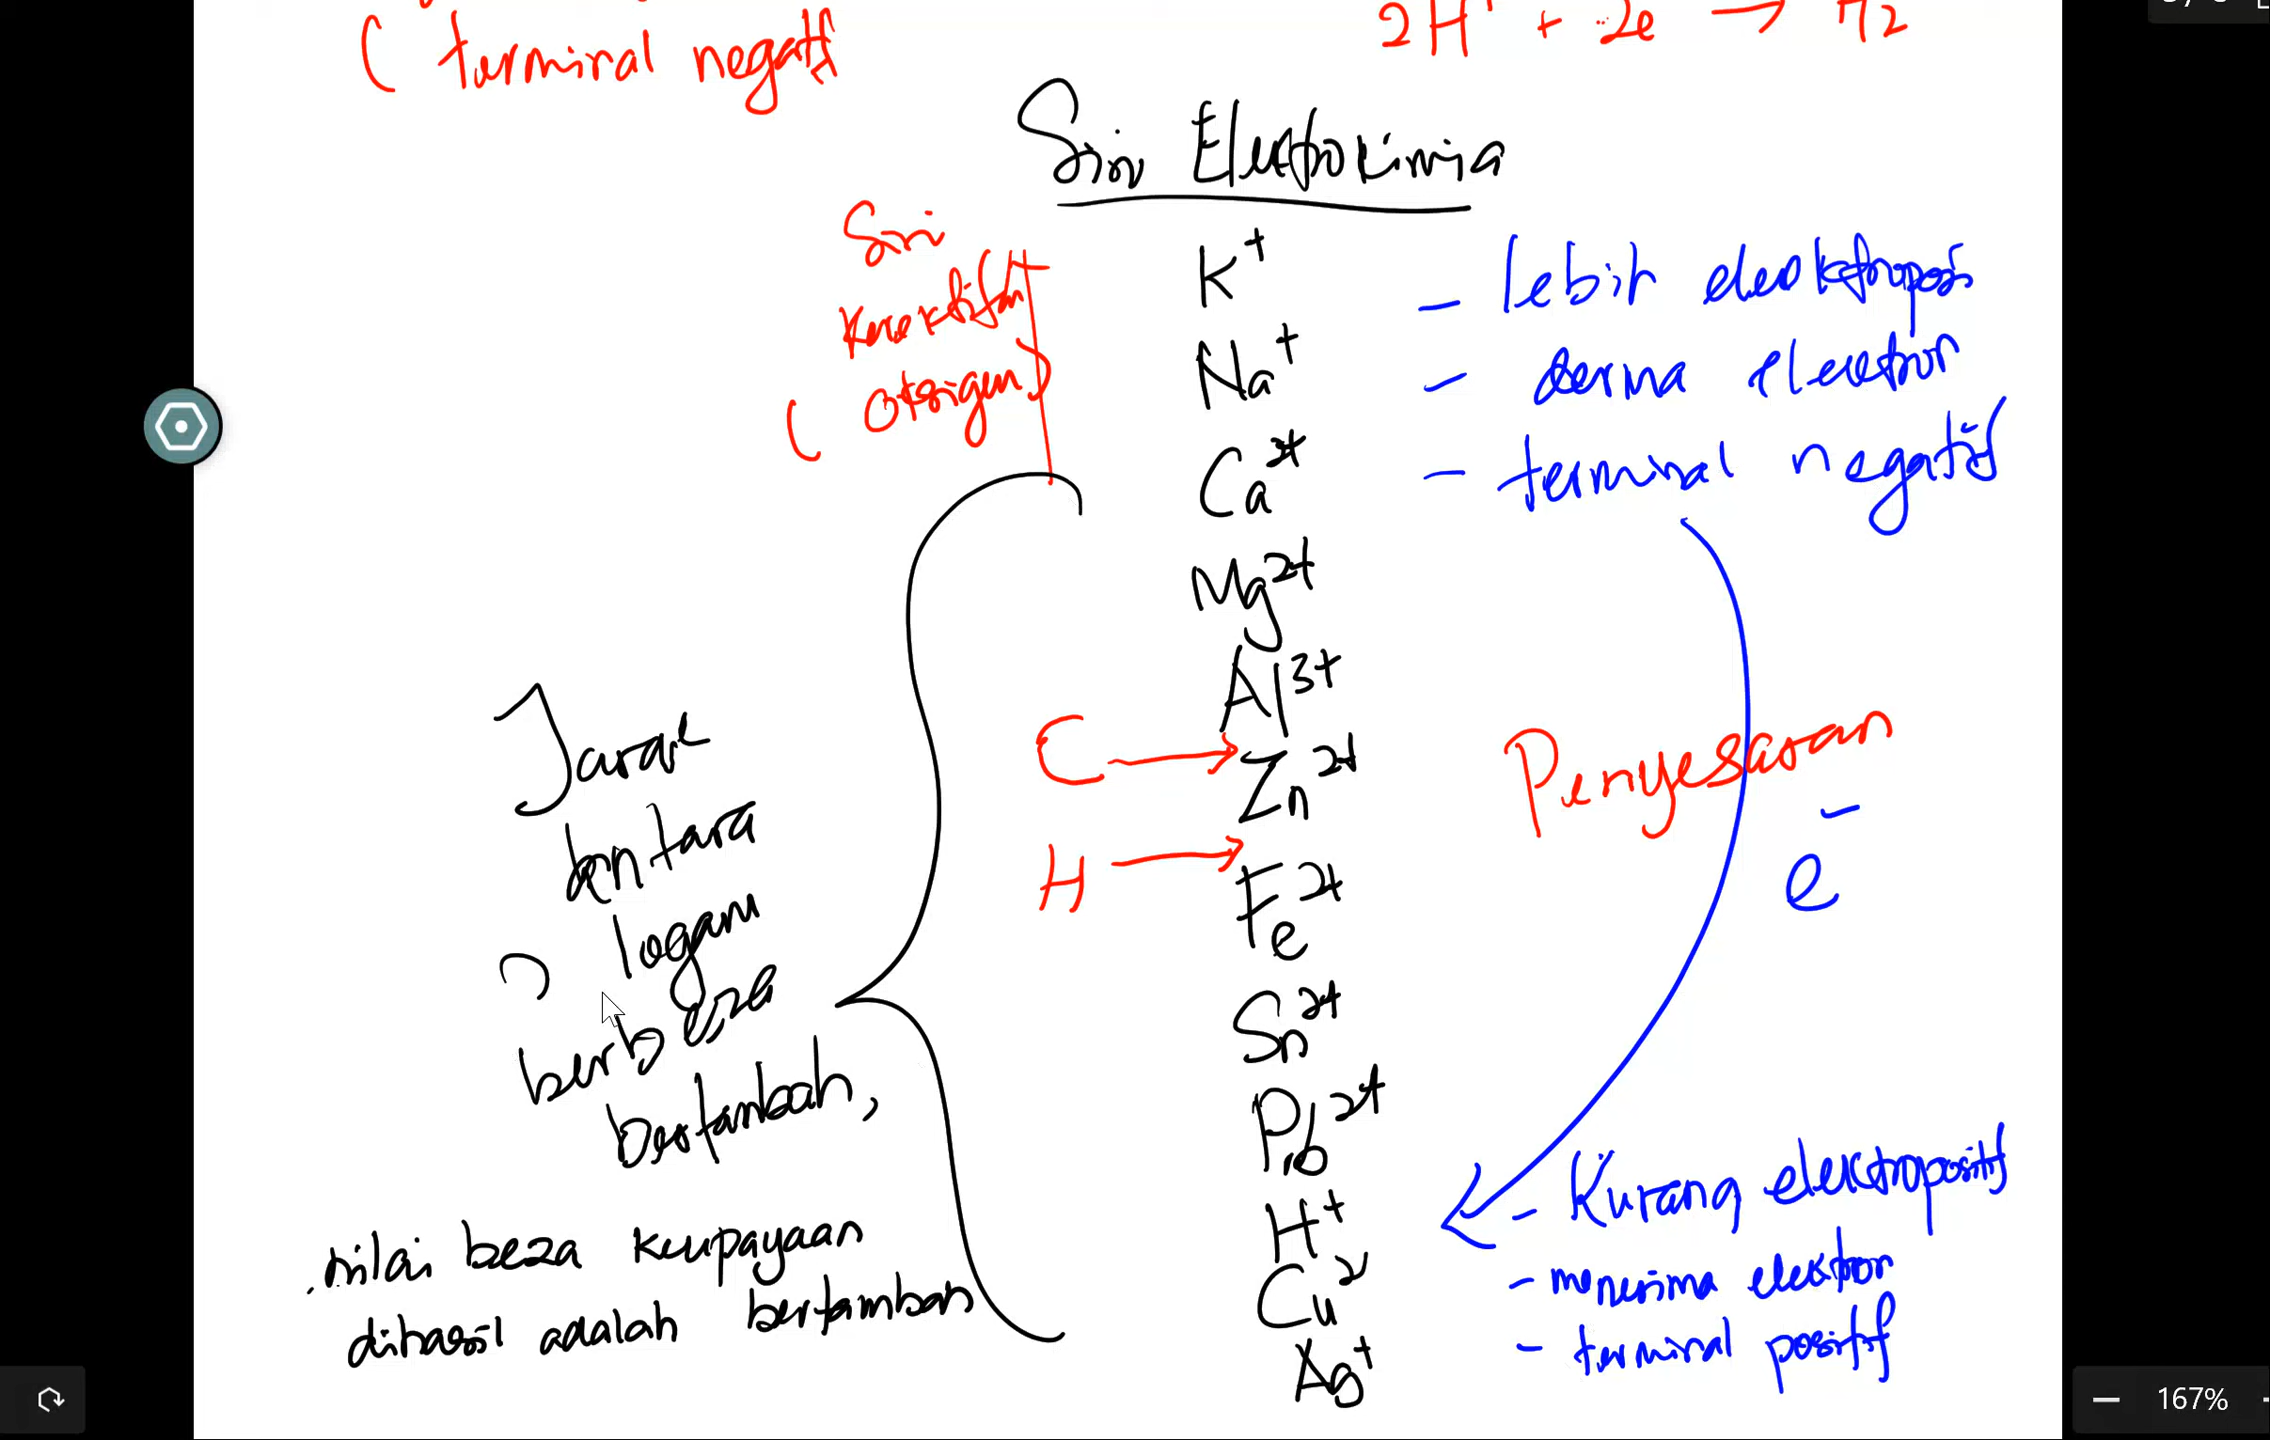 ( terminal negatif
2H⁺ + 2e → H2
Siri Elektrokimia
Siri
Kereaktifan
( Oksigen )
K⁺
Na⁺
Ca²⁺
Mg²⁺
Al³⁺
C → Zn²⁺
H → Fe²⁺
Sn²⁺
Pb²⁺
H⁺
Cu²
Ag⁺
- lebih elektroposi
- derma elektron
- terminal negatif
Penyesaran
e⁻
- Kurang elektropositif
- menerima elektron
- terminal positif
Jarak
antara
logam
berbeza
bertambah,
nilai beza keupayaan
dihasil adalah bertambah
167%